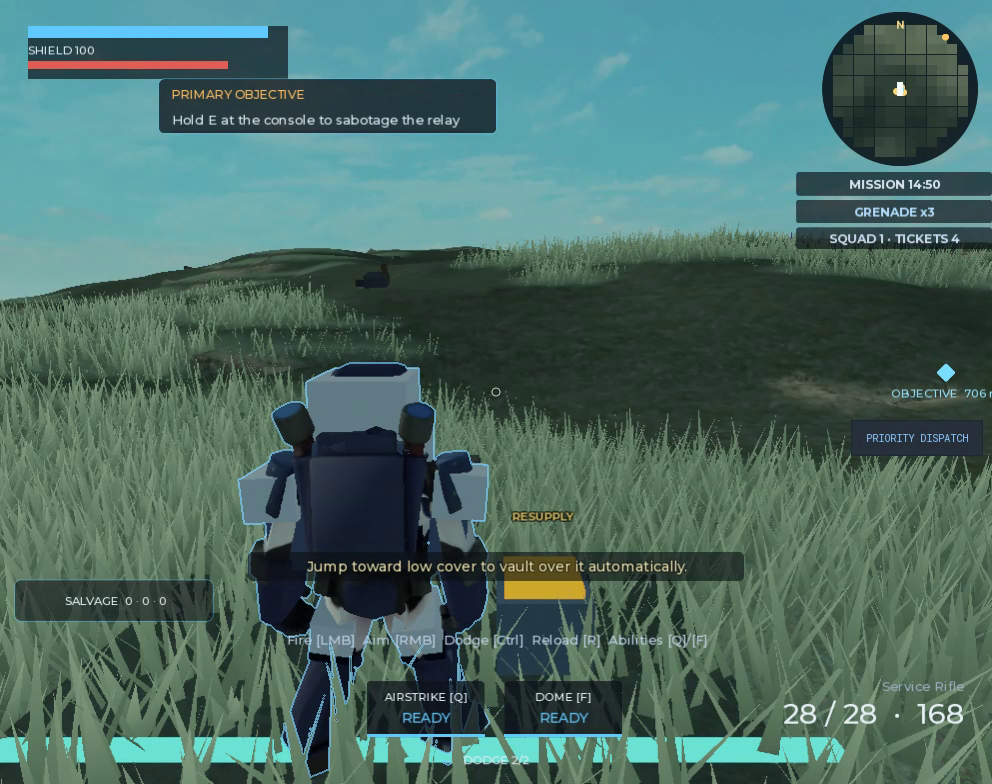 SHIELD 100
PRIMARY OBJECTIVE
Hold E at the console to sabotage the relay
N
MISSION 14:50
GRENADE x3
SQUAD 1 · TICKETS 4
OBJECTIVE 706
PRIORITY DISPATCH
RESUPPLY
Jump toward low cover to vault over it automatically.
SALVAGE 0 · 0 · 0
Fire [LMB] Aim [RMB] Dodge [Ctrl] Reload [R] Abilities [Q]/[F]
AIRSTRIKE [Q]
READY
DOME [F]
READY
Service Rifle
28 / 28 · 168
DODGE 2/2